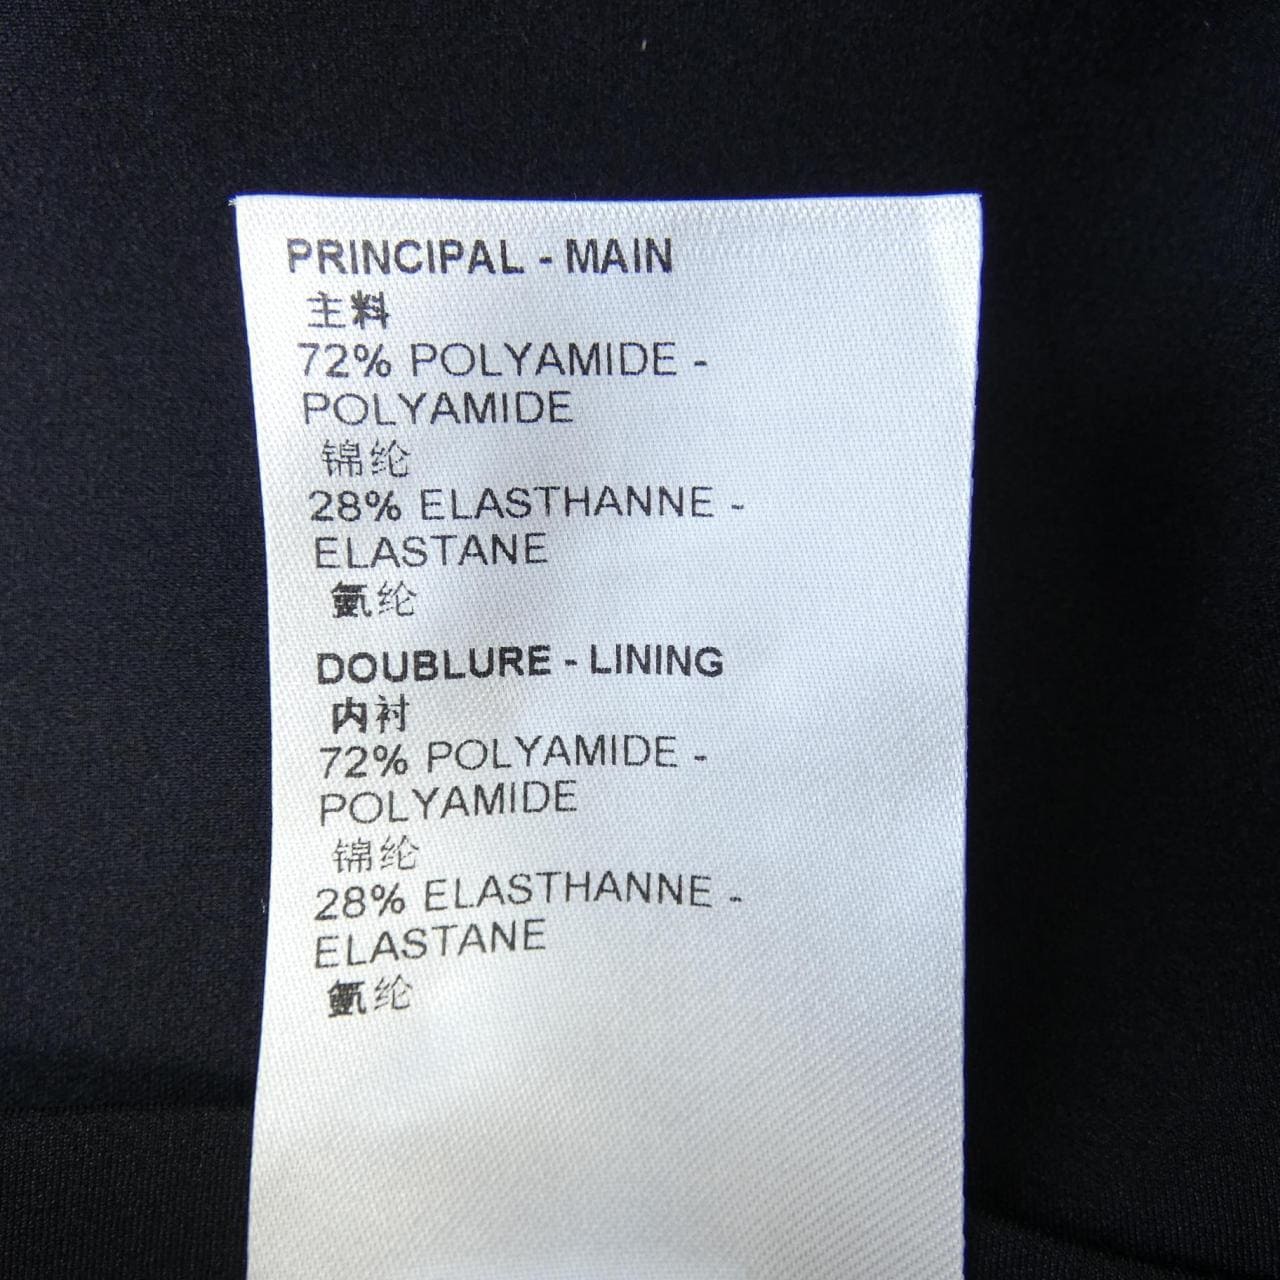 PRINCIPAL - MAIN
主料
72% POLYAMIDE -
POLYAMIDE
锦纶
28% ELASTHANNE -
ELASTANE
氨纶
DOUBLURE - LINING
内衬
72% POLYAMIDE -
POLYAMIDE
锦纶
28% ELASTHANNE -
ELASTANE
氨纶